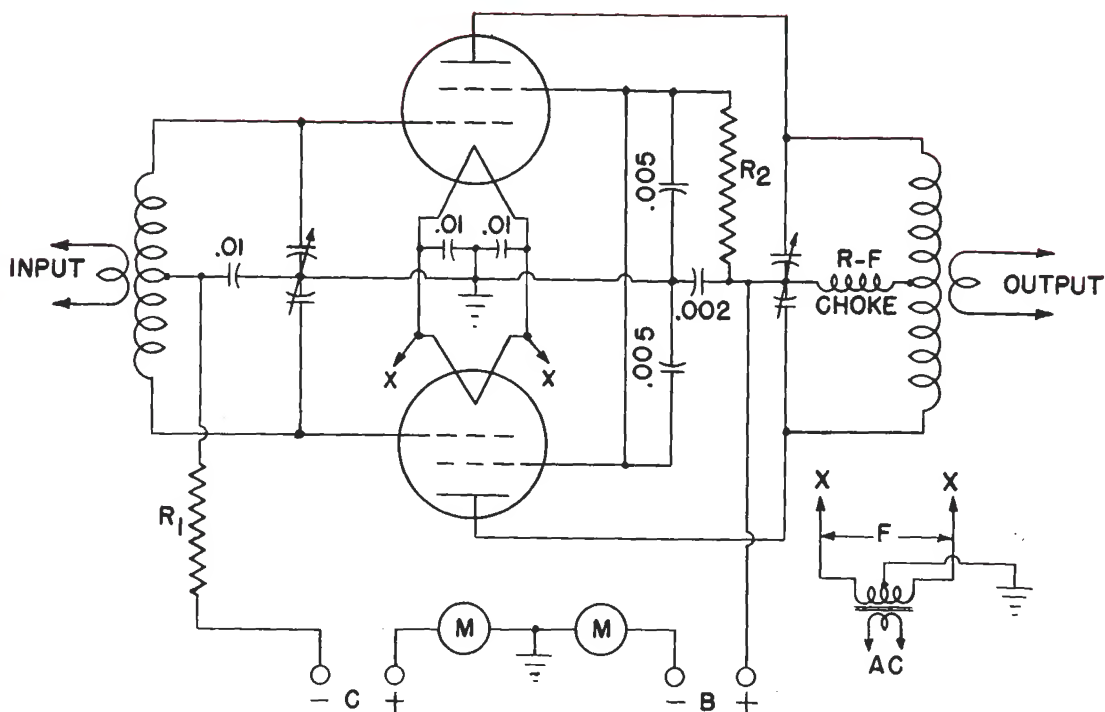 .01
.01 .01
INPUT
.005
R2
R-F
CHOKE
OUTPUT
.002
X X
.005
R1
X X
F
M M
AC
- C + - B +